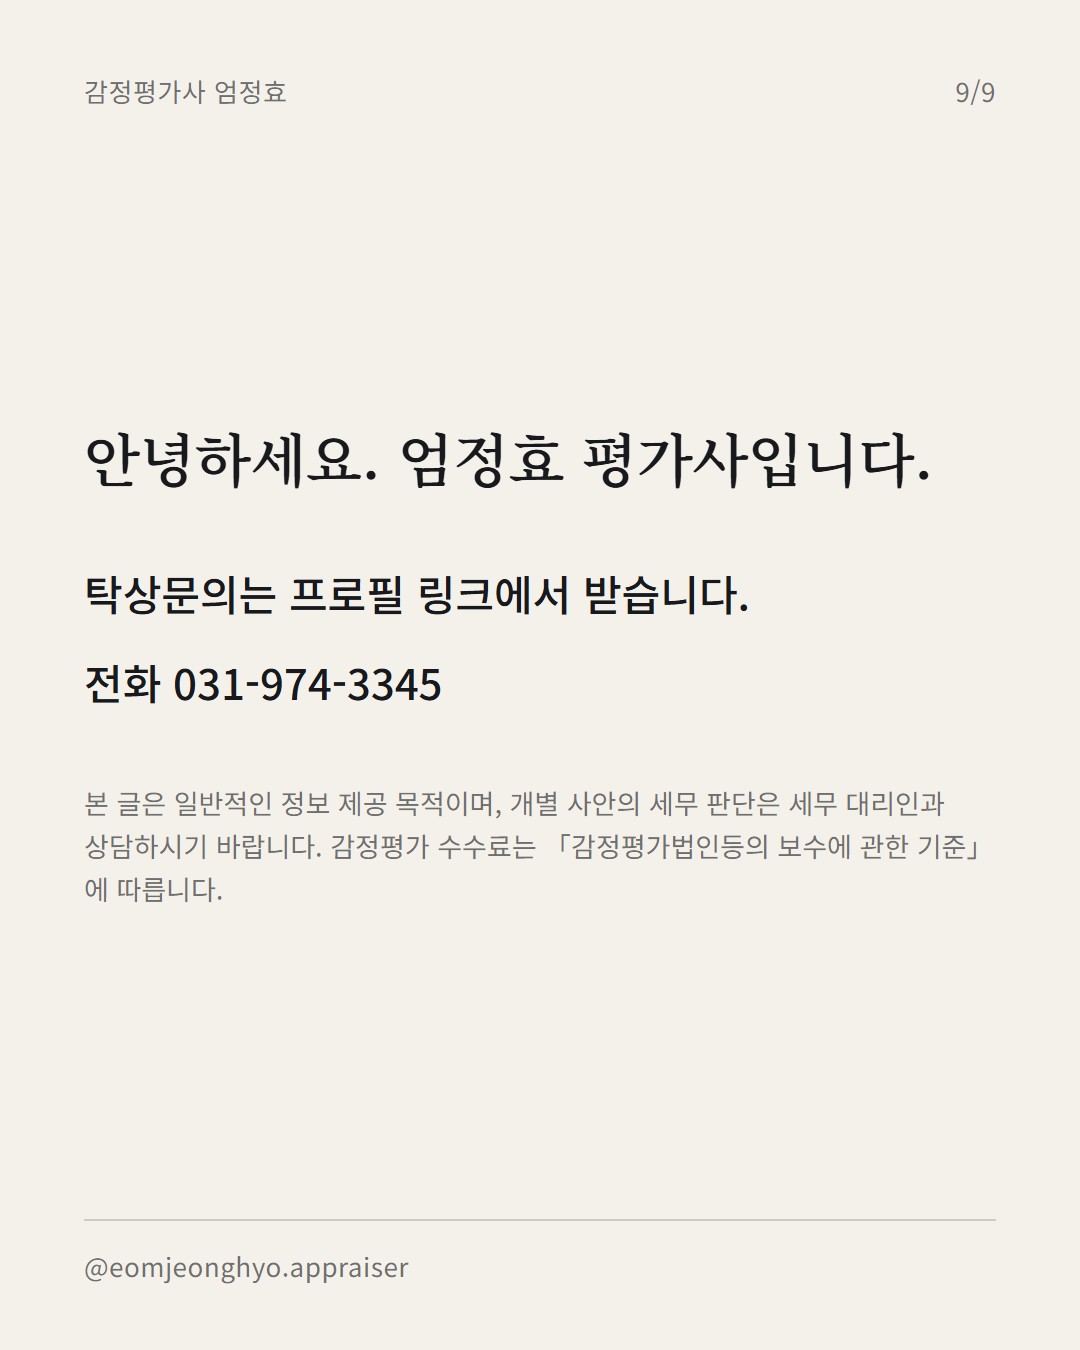 감정평가사 엄정효
9/9
안녕하세요. 엄정효 평가사입니다.
탁상문의는 프로필 링크에서 받습니다.
전화 031-974-3345
본 글은 일반적인 정보 제공 목적이며, 개별 사안의 세무 판단은 세무 대리인과
상담하시기 바랍니다. 감정평가 수수료는 「감정평가법인등의 보수에 관한 기준」
에 따릅니다.
@eomjeonghyo.appraiser